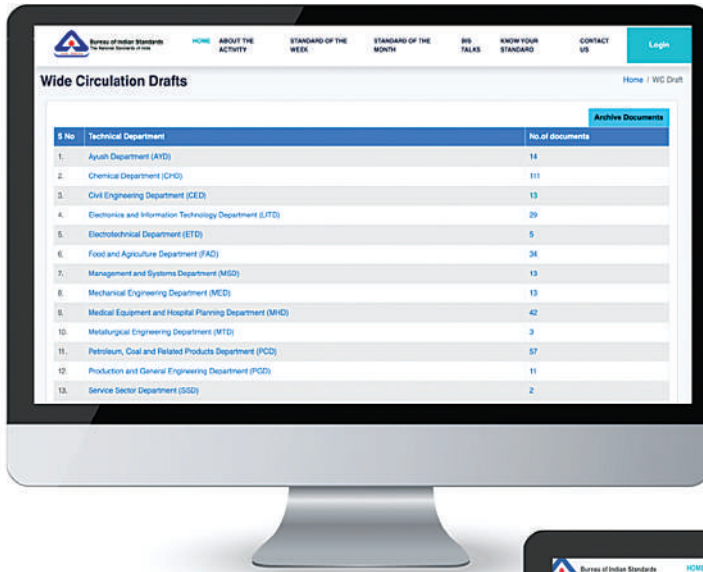 Bureau of Indian Standards
The National Standards of India
HOME
ABOUT THE ACTIVITY
STANDARD OF THE WEEK
STANDARD OF THE MONTH
BIS TALKS
KNOW YOUR STANDARD
CONTACT US
Login
Wide Circulation Drafts
Home / WC Draft
Archive Documents
S No Technical Department No.of documents
1. Ayush Department (AYD) 14
2. Chemical Department (CHD) 111
3. Civil Engineering Department (CED) 13
4. Electronics and Information Technology Department (LITD) 29
5. Electrotechnical Department (ETD) 5
6. Food and Agriculture Department (FAD) 34
7. Management and Systems Department (MSD) 13
8. Mechanical Engineering Department (MED) 13
9. Medical Equipment and Hospital Planning Department (MHD) 42
10. Metallurgical Engineering Department (MTD) 3
11. Petroleum, Coal and Related Products Department (PCD) 57
12. Production and General Engineering Department (PGD) 11
13. Service Sector Department (SSD) 2
Bureau of Indian Standards HOME